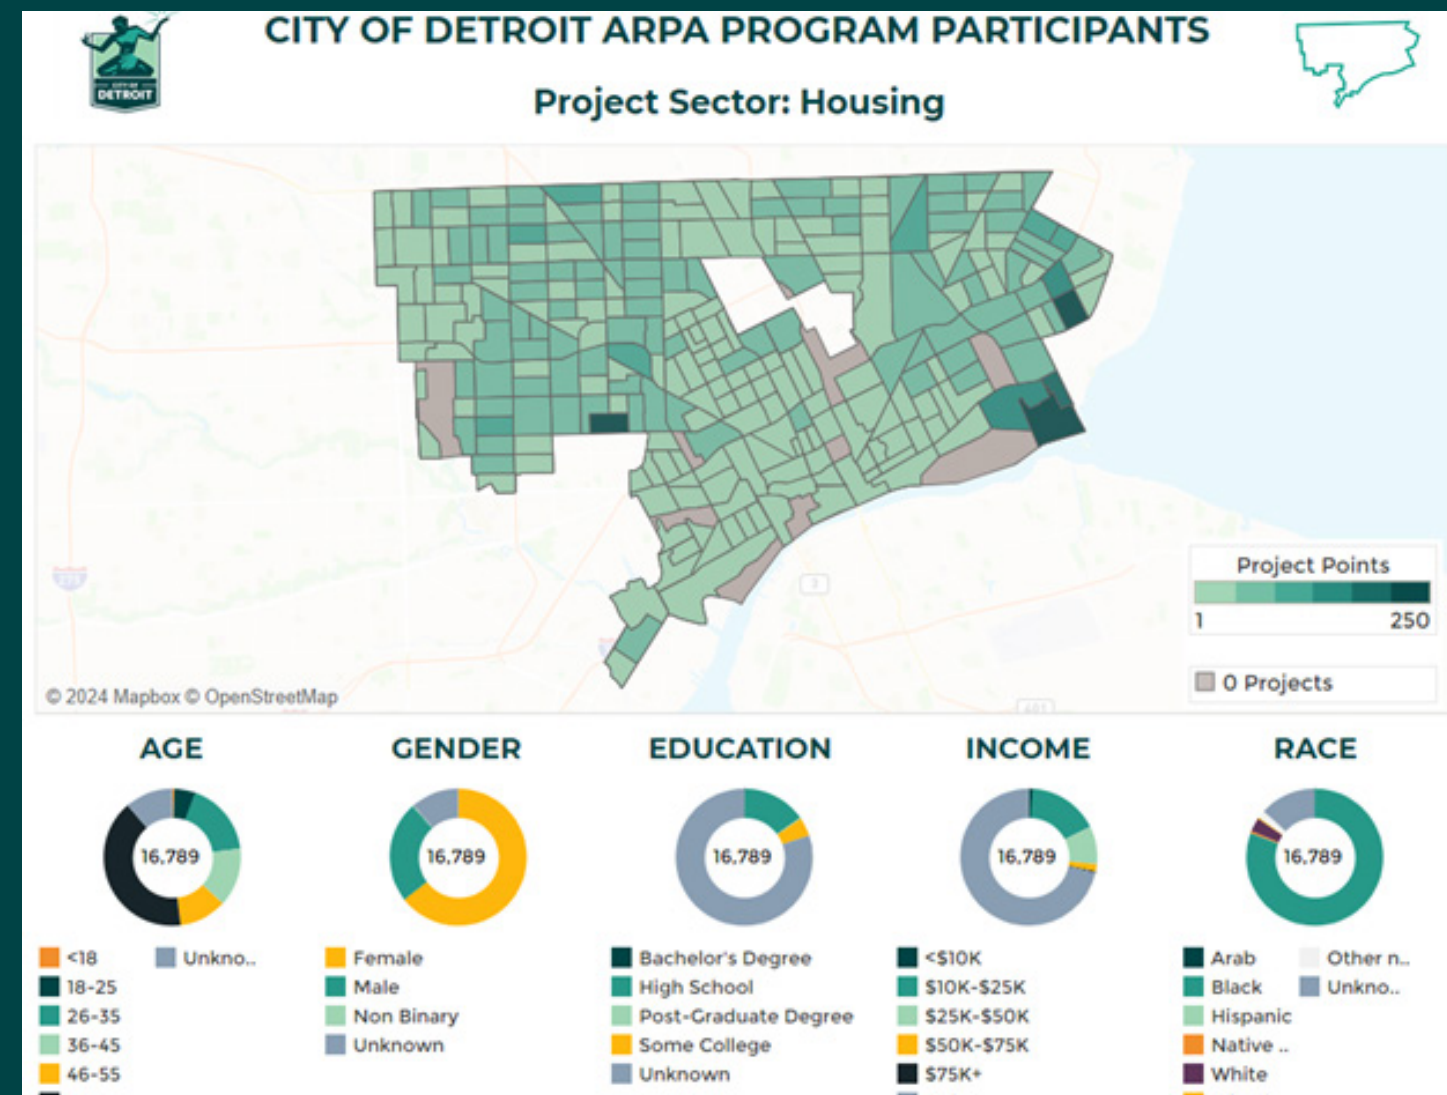 CITY OF DETROIT ARPA PROGRAM PARTICIPANTS
CITY OF
DETROIT
Project Sector: Housing
Project Points
1 250
0 Projects
© 2024 Mapbox © OpenStreetMap
AGE GENDER EDUCATION INCOME RACE
16,789 16,789 16,789 16,789 16,789
<18 Unkno..
18-25
26-35
36-45
46-55
Female
Male
Non Binary
Unknown
Bachelor's Degree
High School
Post-Graduate Degree
Some College
Unknown
<$10K
$10K-$25K
$25K-$50K
$50K-$75K
$75K+
Arab Other n..
Black Unkno..
Hispanic
Native ..
White